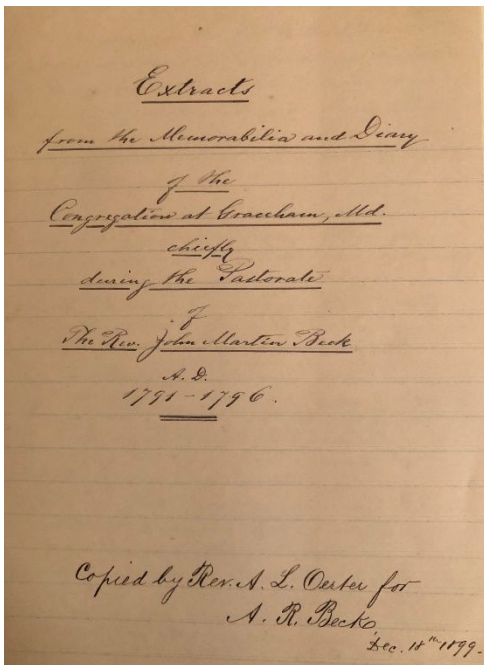 Extracts
from the Memorabilia and Diary
of the
Congregation at Graceham, Md.
chiefly
during the Pastorate
of
The Rev. John Martin Beck
A.D.
1791-1796.
Copied by Rev. A. L. Oerter for
A. R. Beck
Dec. 18th 1899.